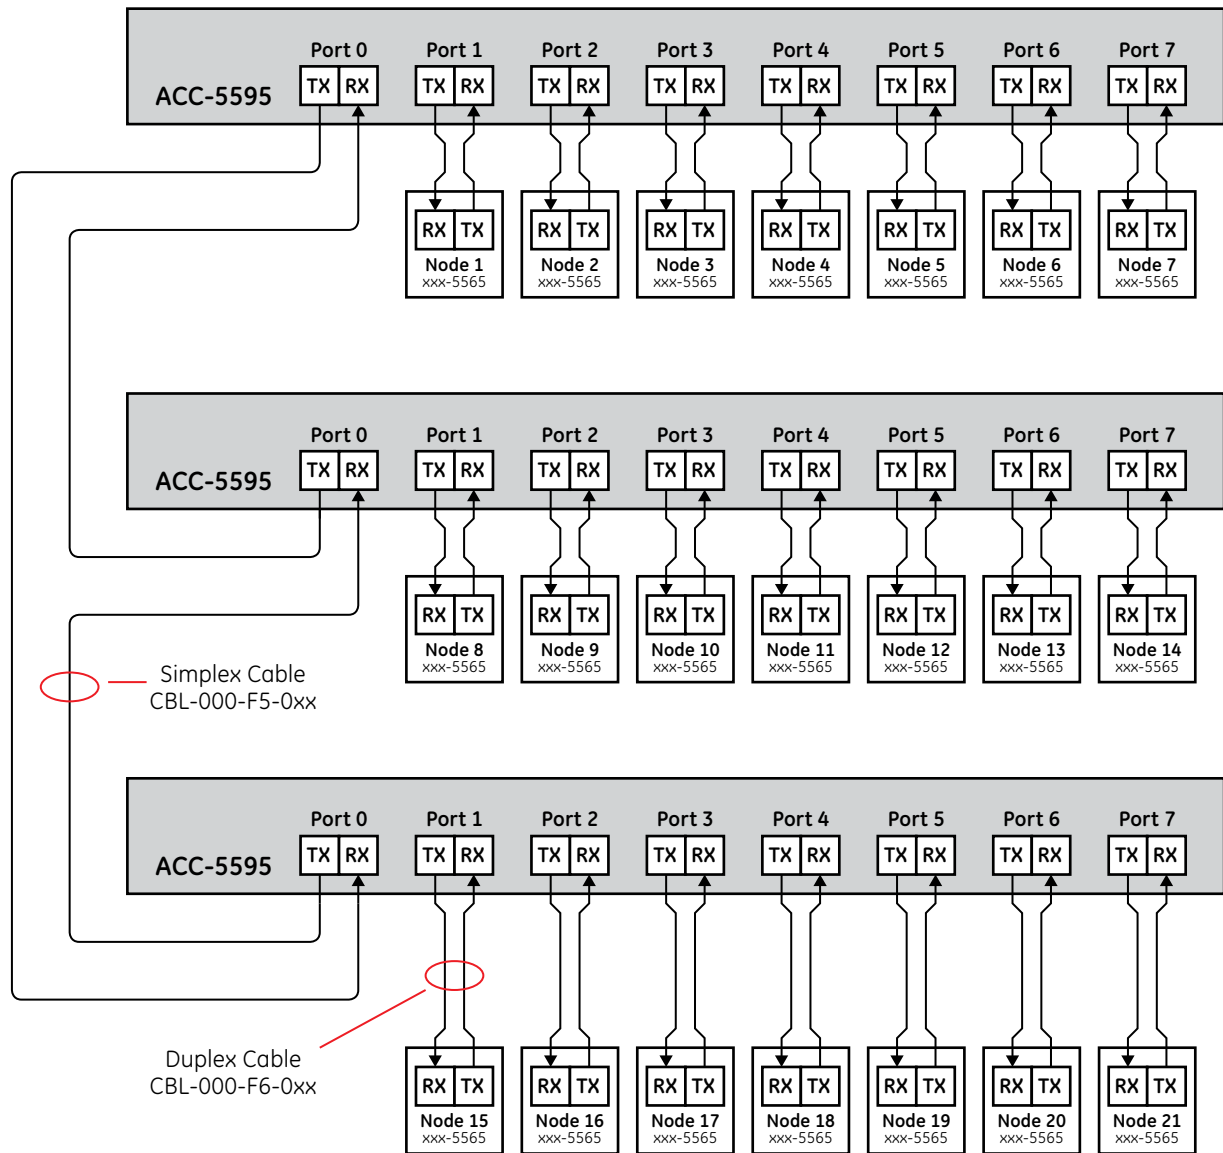 Port 0 Port 1 Port 2 Port 3 Port 4 Port 5 Port 6 Port 7
ACC-5595 TX RX TX RX TX RX TX RX TX RX TX RX TX RX TX RX
RX TX RX TX RX TX RX TX RX TX RX TX RX TX
Node 1 Node 2 Node 3 Node 4 Node 5 Node 6 Node 7
xxx-5565 xxx-5565 xxx-5565 xxx-5565 xxx-5565 xxx-5565 xxx-5565
Port 0 Port 1 Port 2 Port 3 Port 4 Port 5 Port 6 Port 7
ACC-5595 TX RX TX RX TX RX TX RX TX RX TX RX TX RX TX RX
RX TX RX TX RX TX RX TX RX TX RX TX RX TX
Node 8 Node 9 Node 10 Node 11 Node 12 Node 13 Node 14
xxx-5565 xxx-5565 xxx-5565 xxx-5565 xxx-5565 xxx-5565 xxx-5565
Simplex Cable
CBL-000-F5-0xx
Port 0 Port 1 Port 2 Port 3 Port 4 Port 5 Port 6 Port 7
ACC-5595 TX RX TX RX TX RX TX RX TX RX TX RX TX RX TX RX
Duplex Cable
CBL-000-F6-0xx
RX TX RX TX RX TX RX TX RX TX RX TX RX TX
Node 15 Node 16 Node 17 Node 18 Node 19 Node 20 Node 21
xxx-5565 xxx-5565 xxx-5565 xxx-5565 xxx-5565 xxx-5565 xxx-5565